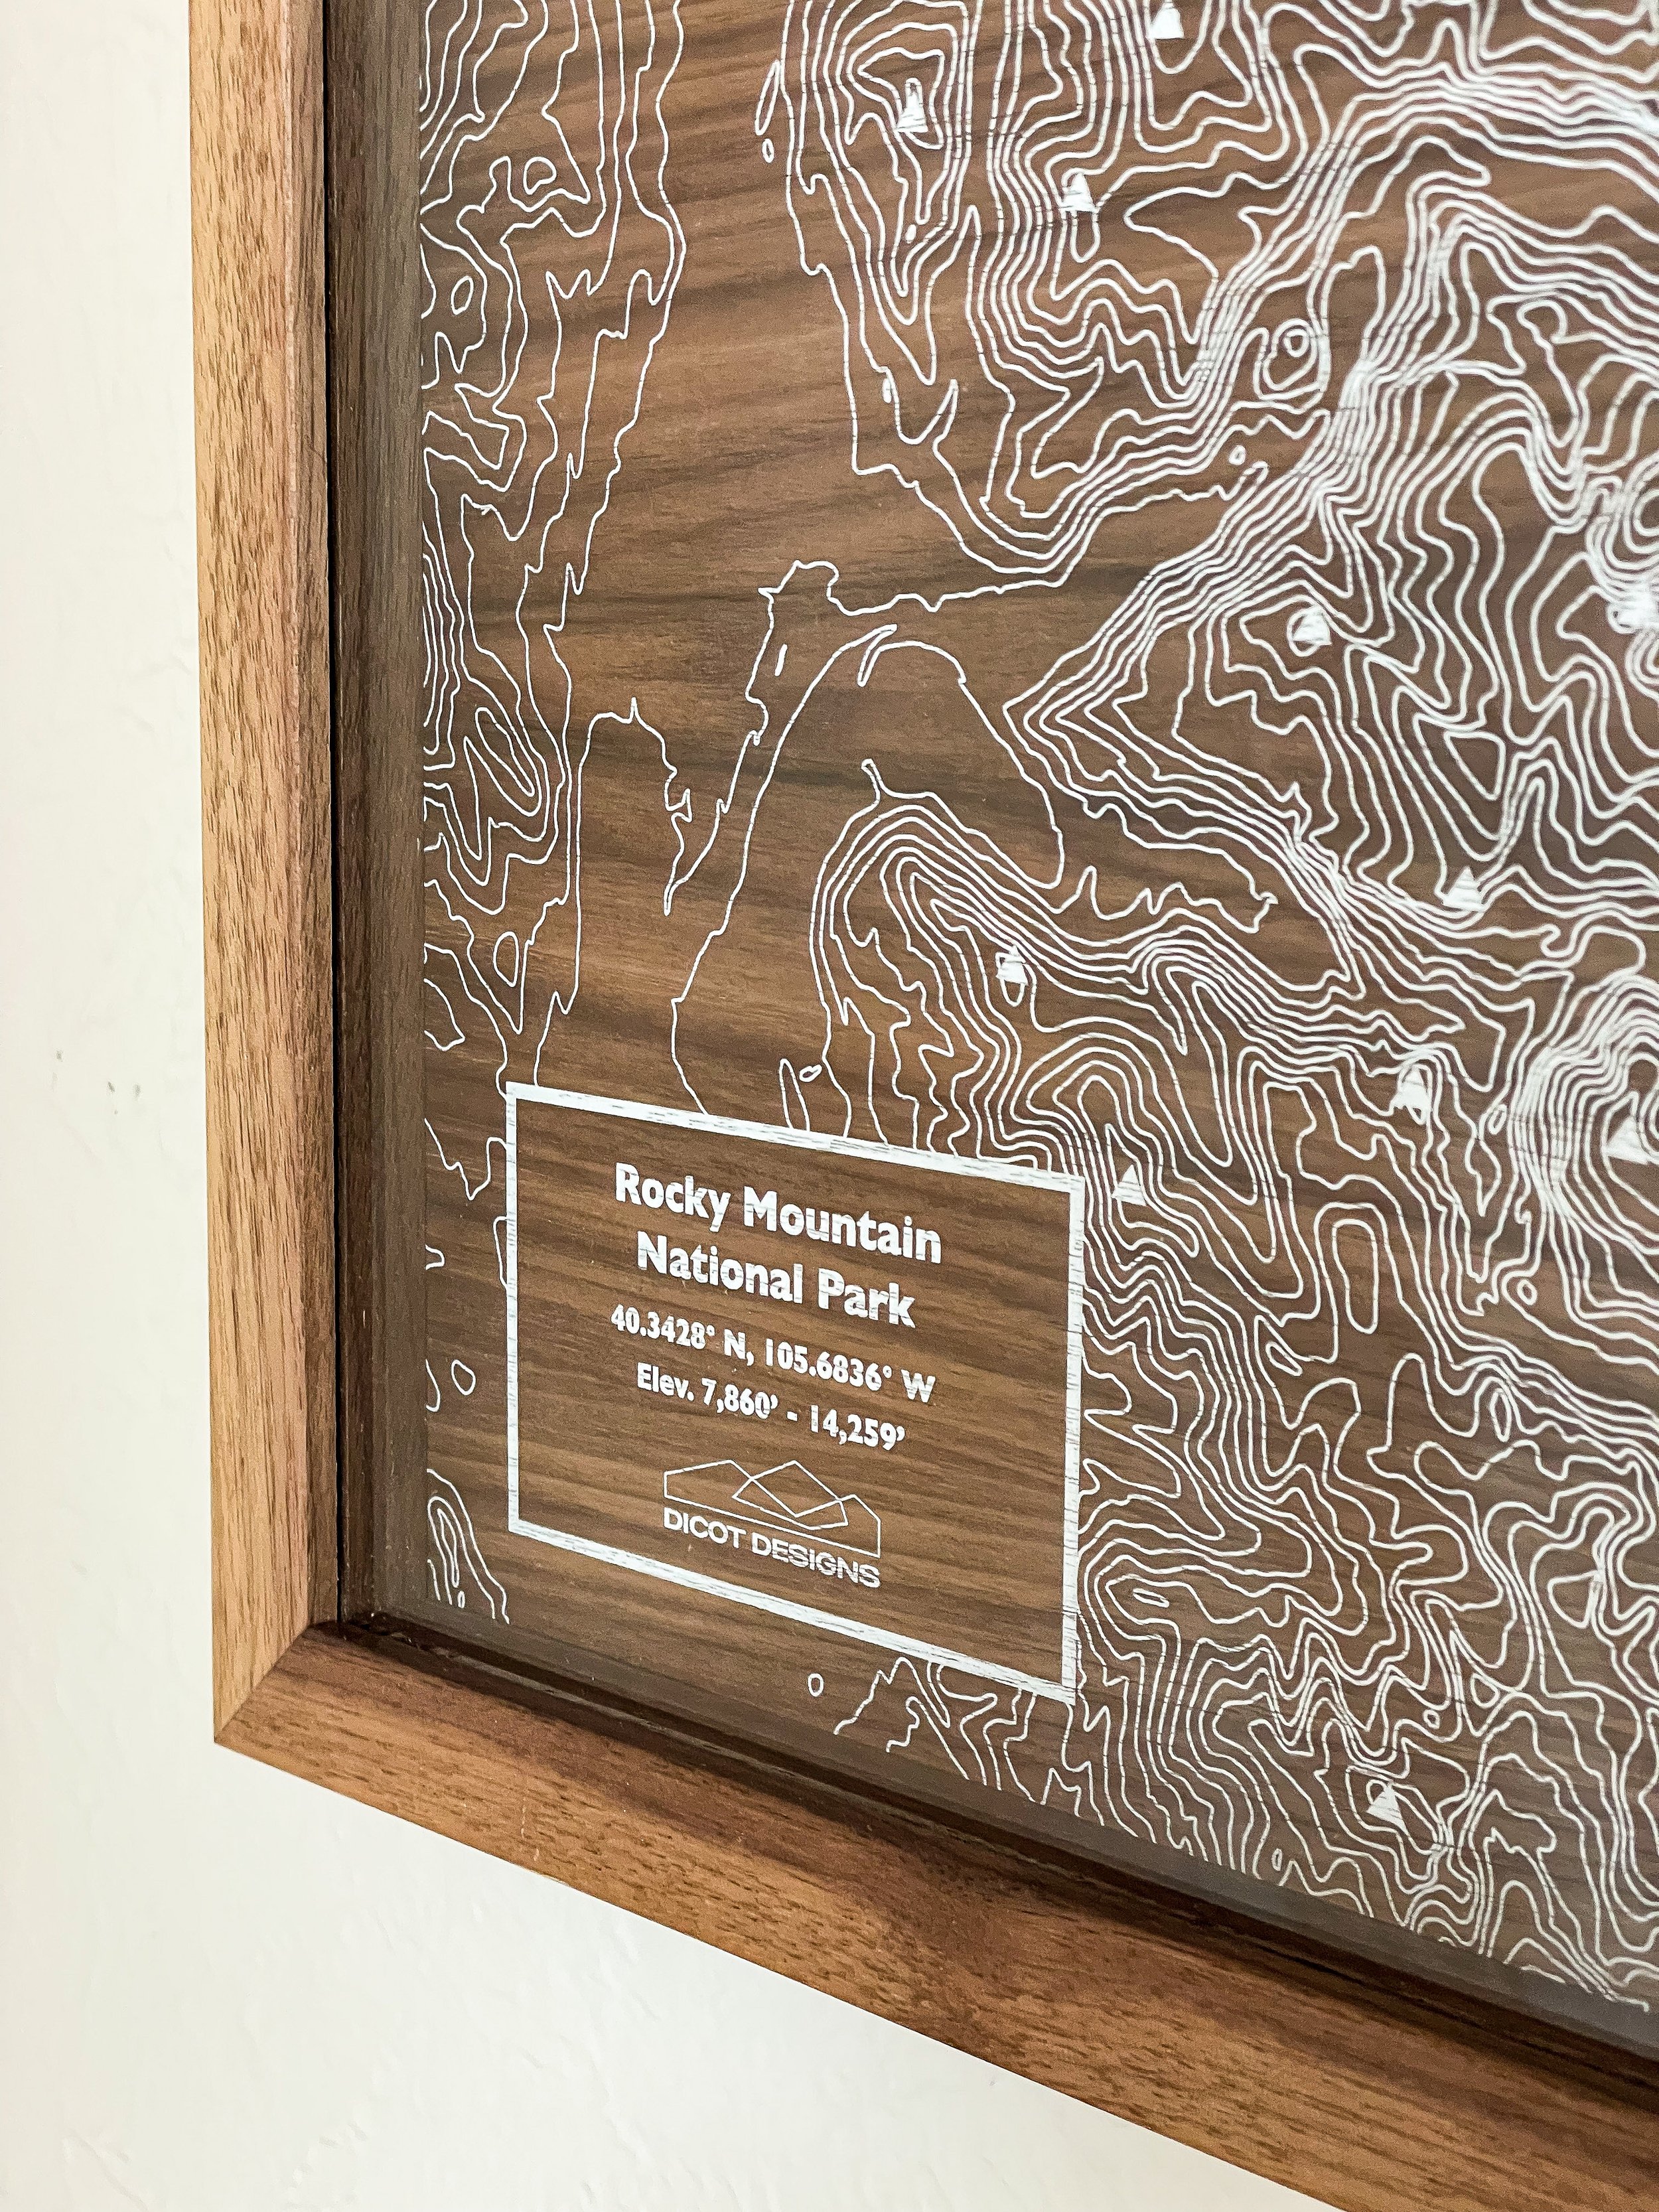 Rocky Mountain
National Park
40.3428° N, 105.6836° W
Elev. 7,860' - 14,259'
DICOT DESIGNS